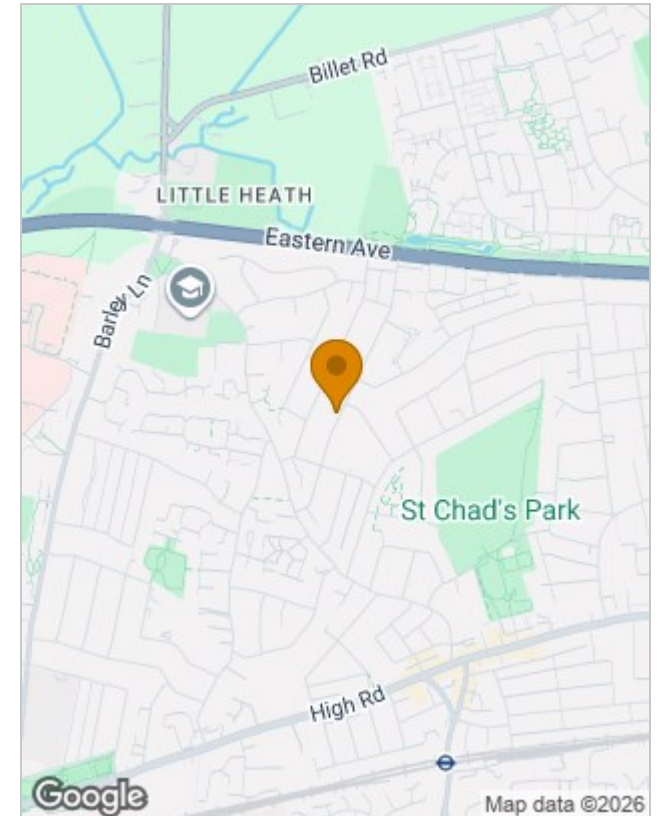 Billet Rd
LITTLE HEATH
Eastern Ave
Barley Ln
St Chad's Park
High Rd
Google
Map data ©2026